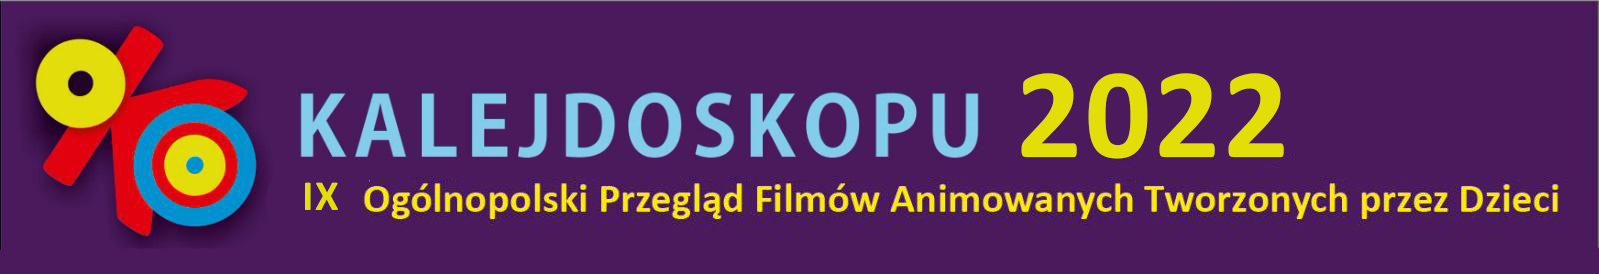 KALEJDOSKOPU 2022
IX Ogólnopolski Przegląd Filmów Animowanych Tworzonych przez Dzieci